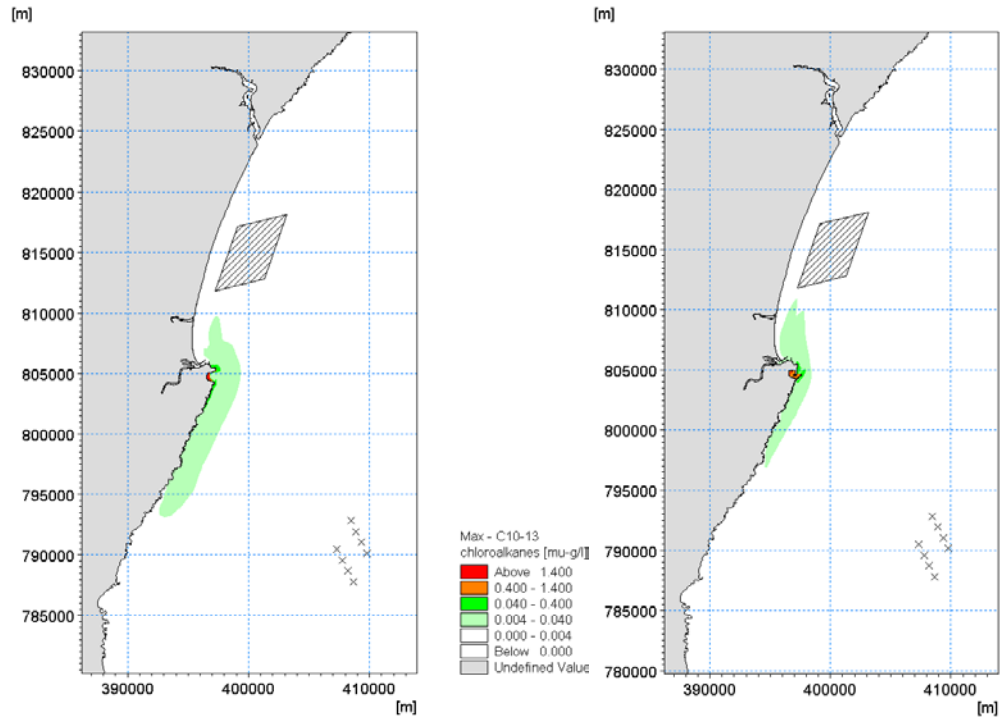 [m]
830000
825000
820000
815000
810000
805000
800000
795000
790000
785000
390000 400000 410000
[m]
Max - C10-13
chloroalkanes [mu-g/l]
Above 1.400
0.400 - 1.400
0.040 - 0.400
0.004 - 0.040
0.000 - 0.004
Below 0.000
Undefined Value
[m]
830000
825000
820000
815000
810000
805000
800000
795000
790000
785000
780000
390000 400000 410000
[m]